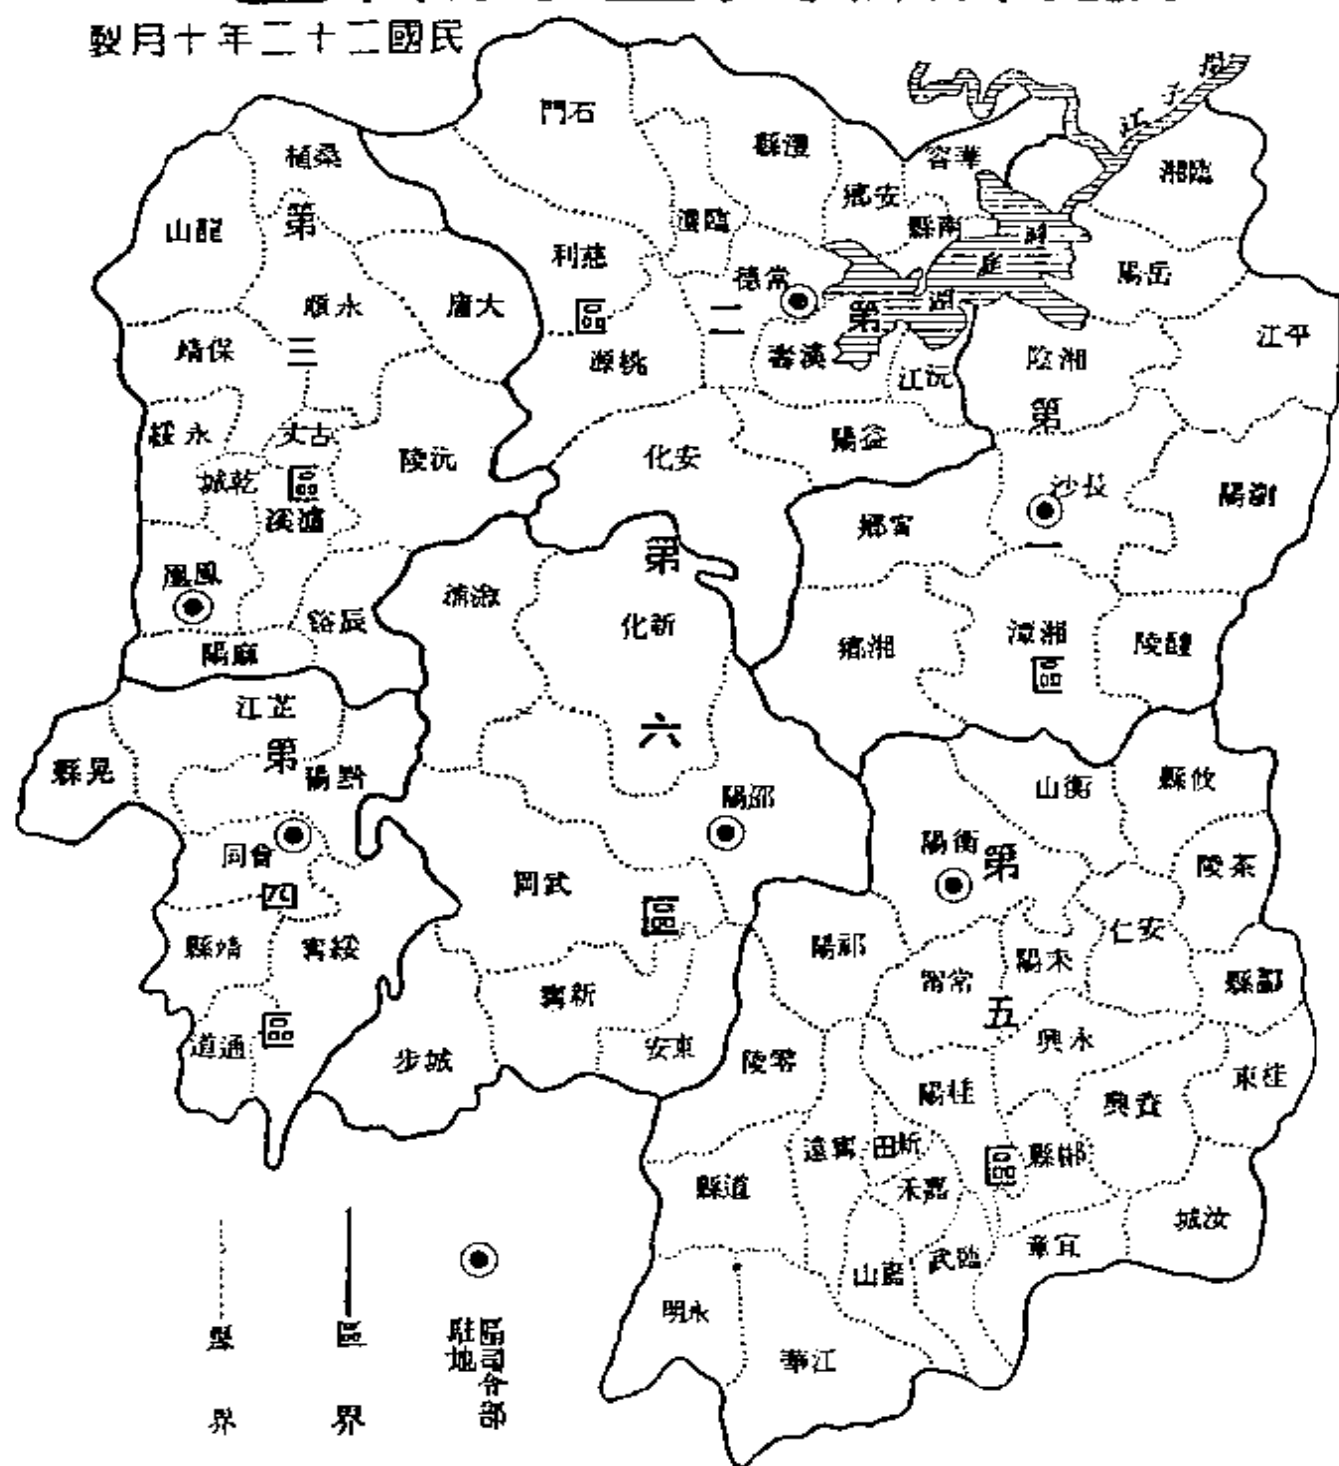 民國二十二年十月製
石門
澧縣
安鄉
華容
南縣
揚子江
臨湘
岳陽
洞庭湖
臨澧
慈利
常德
桃源
漢壽
沅江
益陽
安化
第二區
桑植
龍山
永順
大庸
保靖
永綏
古丈
乾城
瀘溪
沅陵
鳳凰
麻陽
辰谿
第三區
平江
湘陰
長沙
瀏陽
寧鄉
湘鄉
湘潭
醴陵
第一區
漵浦
新化
邵陽
武岡
新寧
東安
城步
第六區
芷江
晃縣
黔陽
會同
靖縣
綏寧
通道
第四區
衡山
攸縣
衡陽
茶陵
安仁
耒陽
常甯
祁陽
酃縣
零陵
永興
桂陽
資興
桂東
郴縣
新田
寧遠
道縣
嘉禾
藍山
臨武
宜章
汝城
永明
江華
第五區
縣界
區界
區司令部駐地